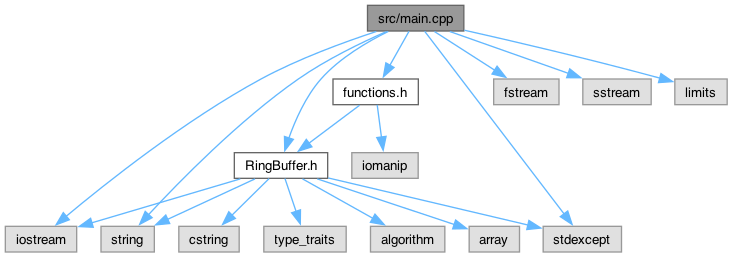 src/main.cpp
functions.h
fstream
sstream
limits
RingBuffer.h
iomanip
iostream
string
cstring
type_traits
algorithm
array
stdexcept